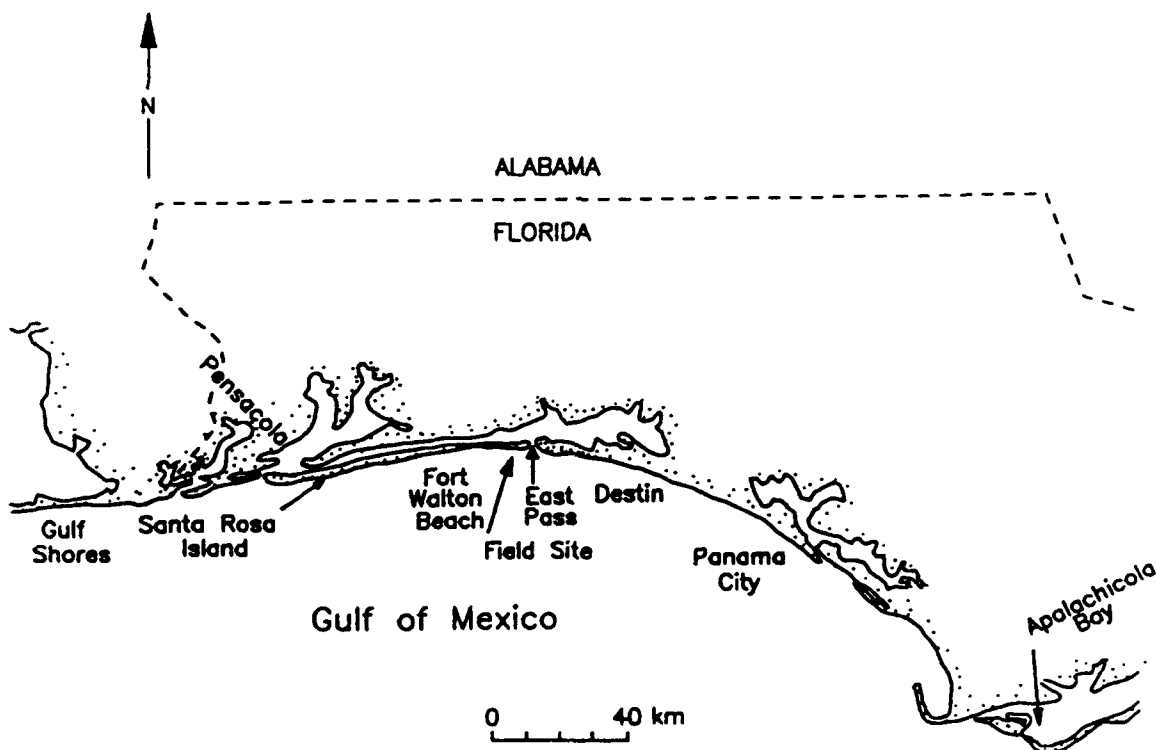 N
ALABAMA
FLORIDA
Pensacola
Gulf
Shores
Santa Rosa
Island
Fort
Walton
Beach
East
Pass
Destin
Field Site
Panama
City
Apalachicola
Bay
Gulf of Mexico
0 40 km